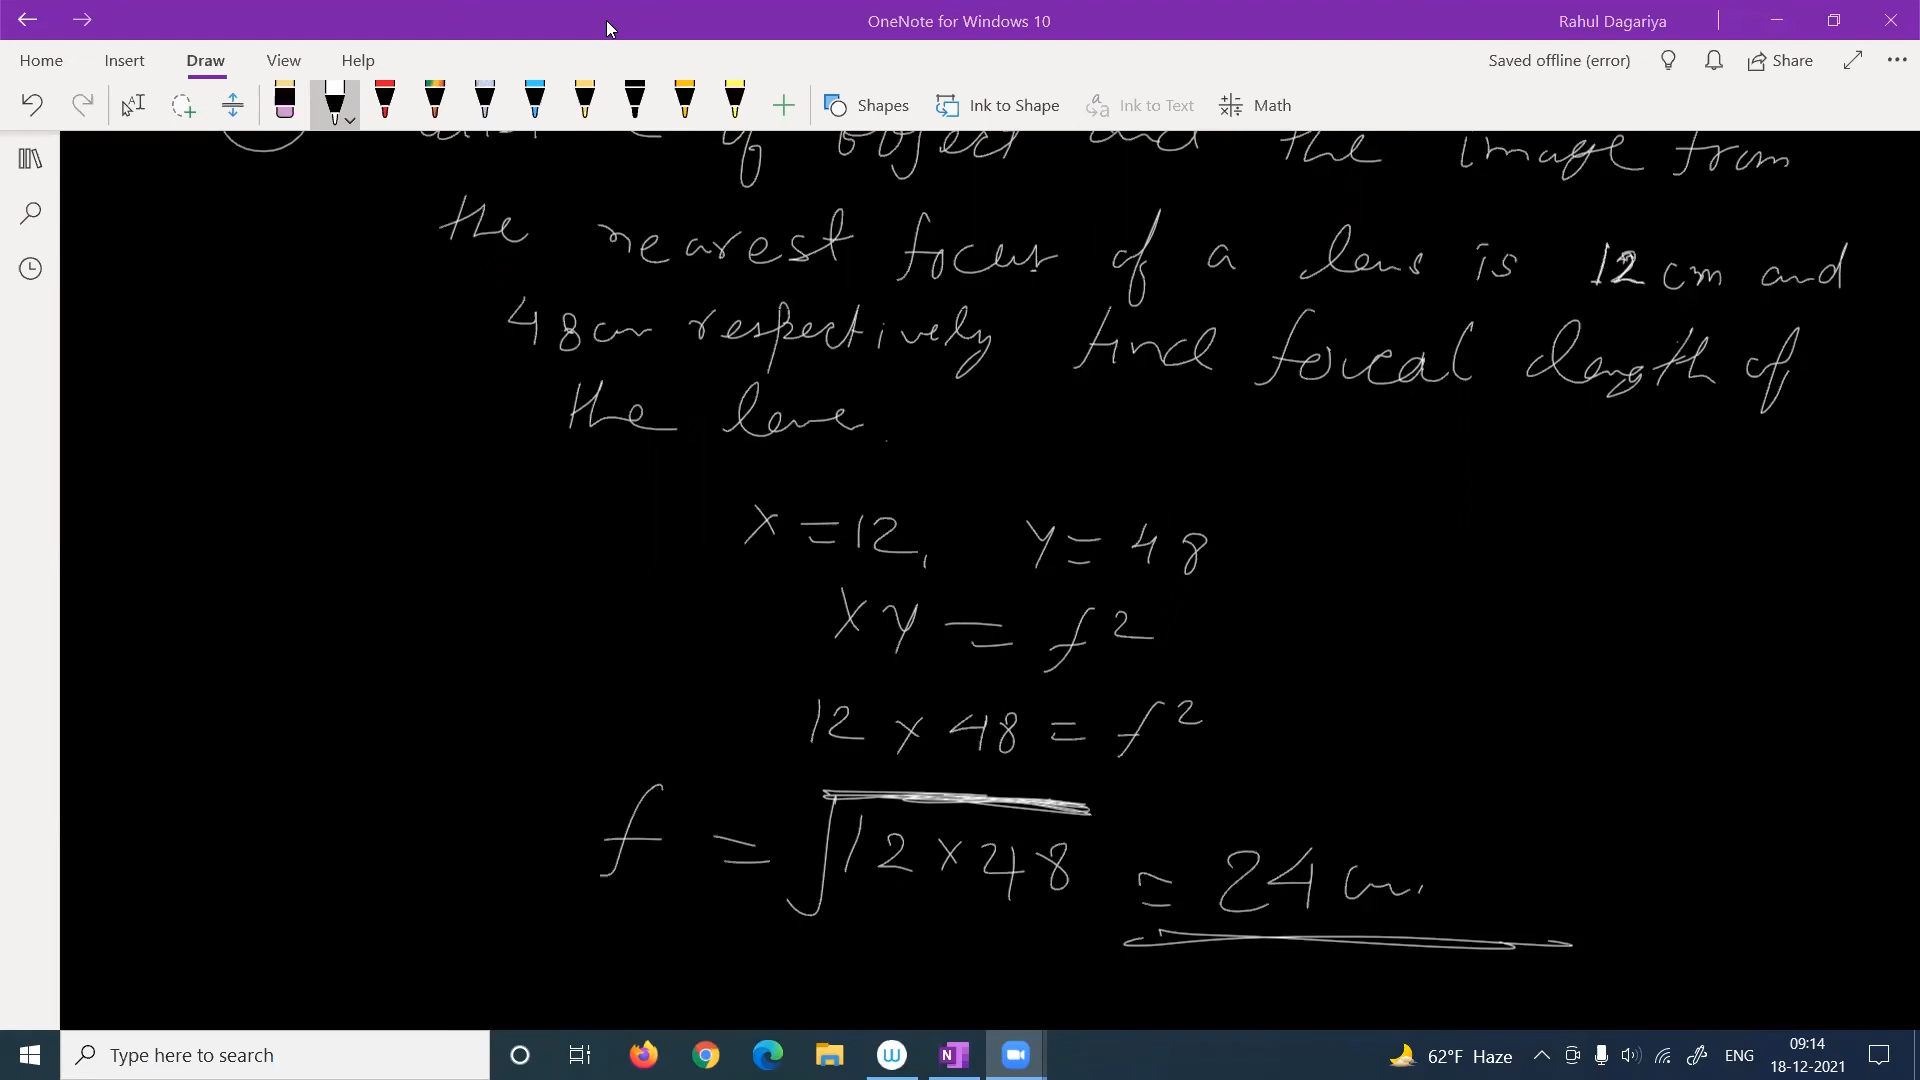 OneNote for Windows 10
Rahul Dagariya
Home Insert Draw View Help
Saved offline (error) Share
Shapes Ink to Shape Ink to Text Math
of object and the image from
the nearest focus of a lens is 12 cm and
48cm respectively find foucal length of
the lens.
X = 12, Y = 48
XY = f²
12 × 48 = f²
f = √12 × 48 = 24 cm.
Type here to search
62°F Haze
ENG
09:14
18-12-2021